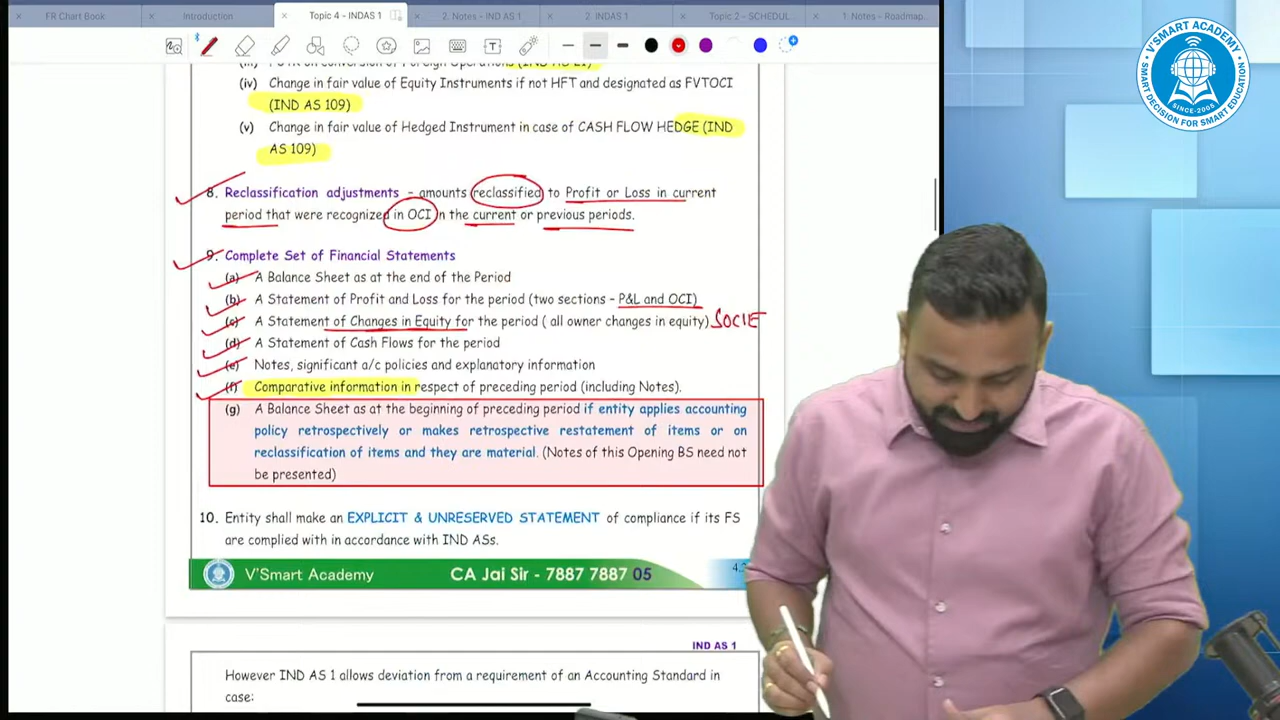 FR Chart Book
Introduction
Topic 4 - INDAS 1
2. Notes - IND AS 1
2. INDAS 1
Topic 2 - SCHEDUL...
1. Notes - Roadmap...
(iv) Change in fair value of Equity Instruments if not HFT and designated as FVTOCI
(IND AS 109)
(v) Change in fair value of Hedged Instrument in case of CASH FLOW HEDGE (IND
AS 109)
8. Reclassification adjustments - amounts reclassified to Profit or Loss in current
period that were recognized in OCI in the current or previous periods.
9. Complete Set of Financial Statements
(a) A Balance Sheet as at the end of the Period
(b) A Statement of Profit and Loss for the period (two sections - P&L and OCI)
(c) A Statement of Changes in Equity for the period ( all owner changes in equity) SOCIE
(d) A Statement of Cash Flows for the period
(e) Notes, significant a/c policies and explanatory information
(f) Comparative information in respect of preceding period (including Notes).
(g) A Balance Sheet as at the beginning of preceding period if entity applies accounting
policy retrospectively or makes retrospective restatement of items or on
reclassification of items and they are material. (Notes of this Opening BS need not
be presented)
10. Entity shall make an EXPLICIT & UNRESERVED STATEMENT of compliance if its FS
are complied with in accordance with IND ASs.
V'Smart Academy CA Jai Sir - 7887 7887 05
IND AS 1
However IND AS 1 allows deviation from a requirement of an Accounting Standard in
case:
V'SMART ACADEMY
SMART DECISION FOR SMART EDUCATION
SINCE-2005